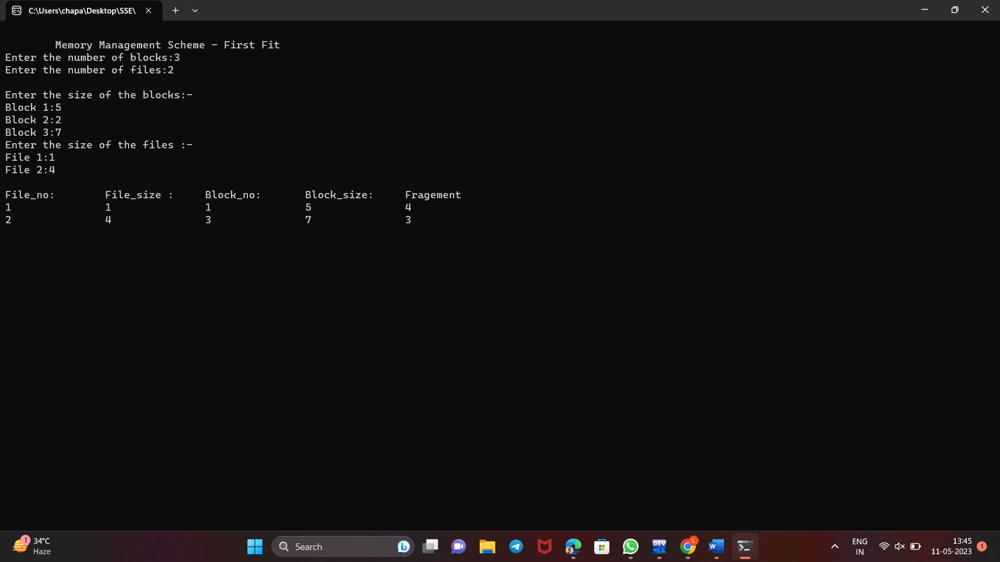 C:\Users\chapa\Desktop\SSE\
Memory Management Scheme - First Fit
Enter the number of blocks:3
Enter the number of files:2
Enter the size of the blocks:-
Block 1:5
Block 2:2
Block 3:7
Enter the size of the files :-
File 1:1
File 2:4
File_no: File_size : Block_no: Block_size: Fragement
1 1 1 5 4
2 4 3 7 3
1 34°C
Haze
Search
DEV
C++
L
W
ENG
IN
13:45
11-05-2023
1